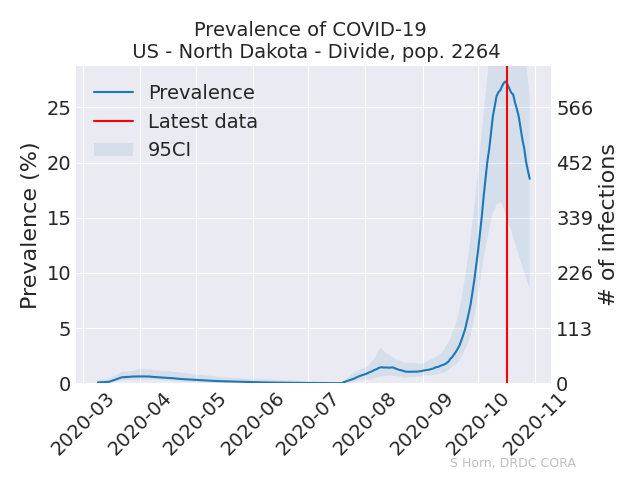 Prevalence of COVID-19
US - North Dakota - Divide, pop. 2264
Prevalence
Latest data
95CI
Prevalence (%)
25
20
15
10
5
0
566
452
339
226
113
0
# of infections
2020-03
2020-04
2020-05
2020-06
2020-07
2020-08
2020-09
2020-10
2020-11
S Horn, DRDC CORA